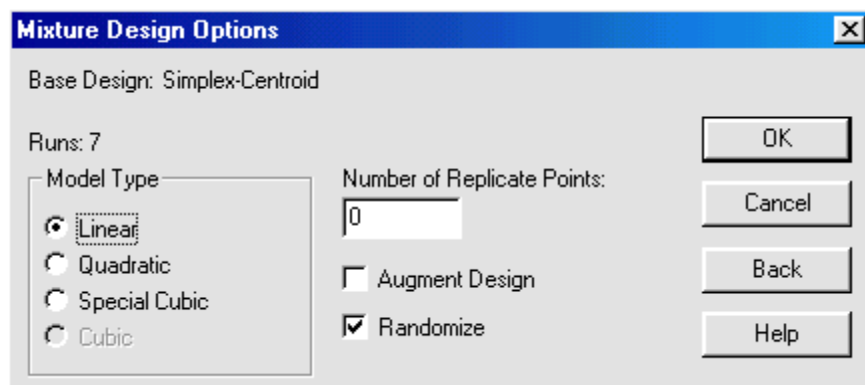 Mixture Design Options
Base Design: Simplex-Centroid
Runs: 7
Model Type
Linear
Quadratic
Special Cubic
Cubic
Number of Replicate Points:
0
Augment Design
Randomize
OK
Cancel
Back
Help